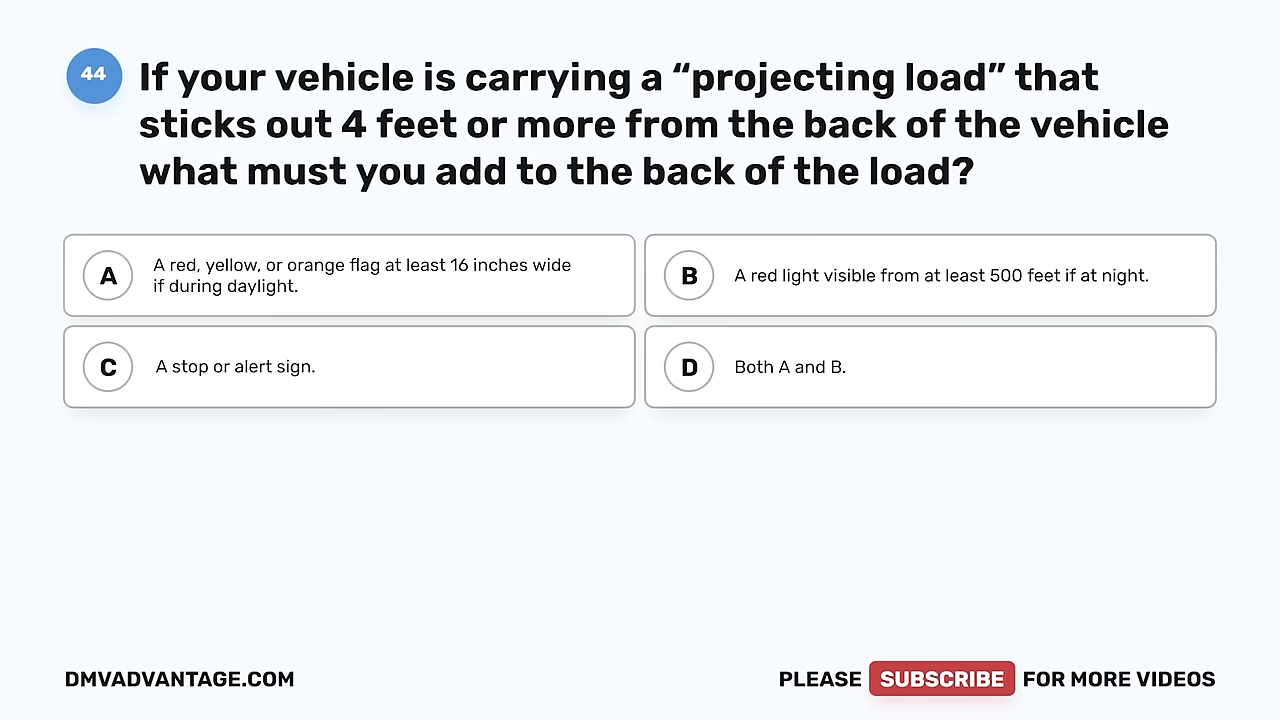 44
If your vehicle is carrying a “projecting load” that
sticks out 4 feet or more from the back of the vehicle
what must you add to the back of the load?
A
A red, yellow, or orange flag at least 16 inches wide
if during daylight.
B
A red light visible from at least 500 feet if at night.
C
A stop or alert sign.
D
Both A and B.
DMVADVANTAGE.COM
PLEASE SUBSCRIBE FOR MORE VIDEOS